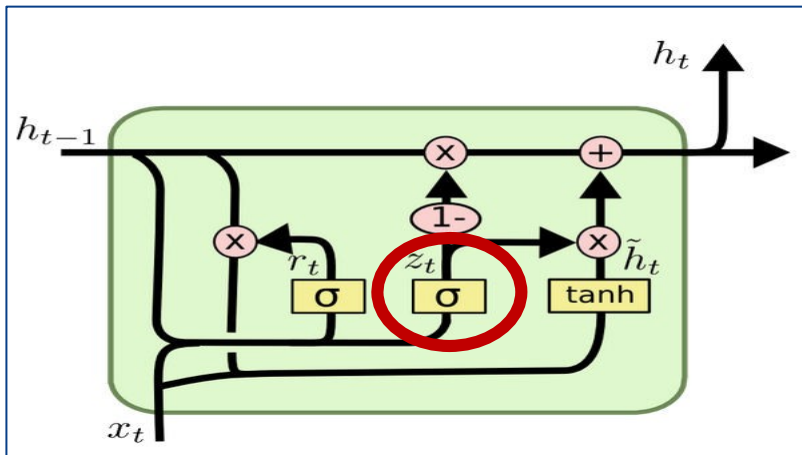 h_t
h_{t-1}
x
+
1-
x
r_t
z_t
x
h̃_t
σ
σ
tanh
x_t